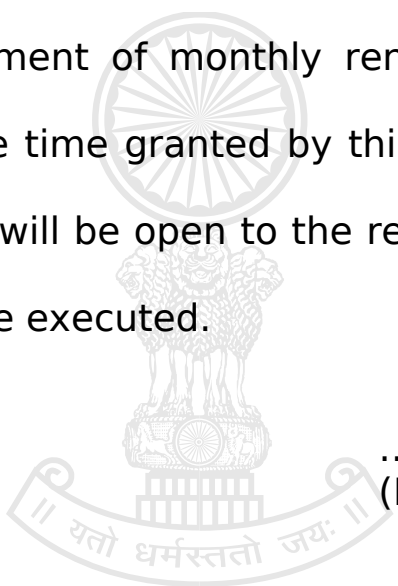 ment of monthly ren
e time granted by thi
will be open to the re
e executed.
..
(
॥ यतो धर्मस्ततो जयः ॥